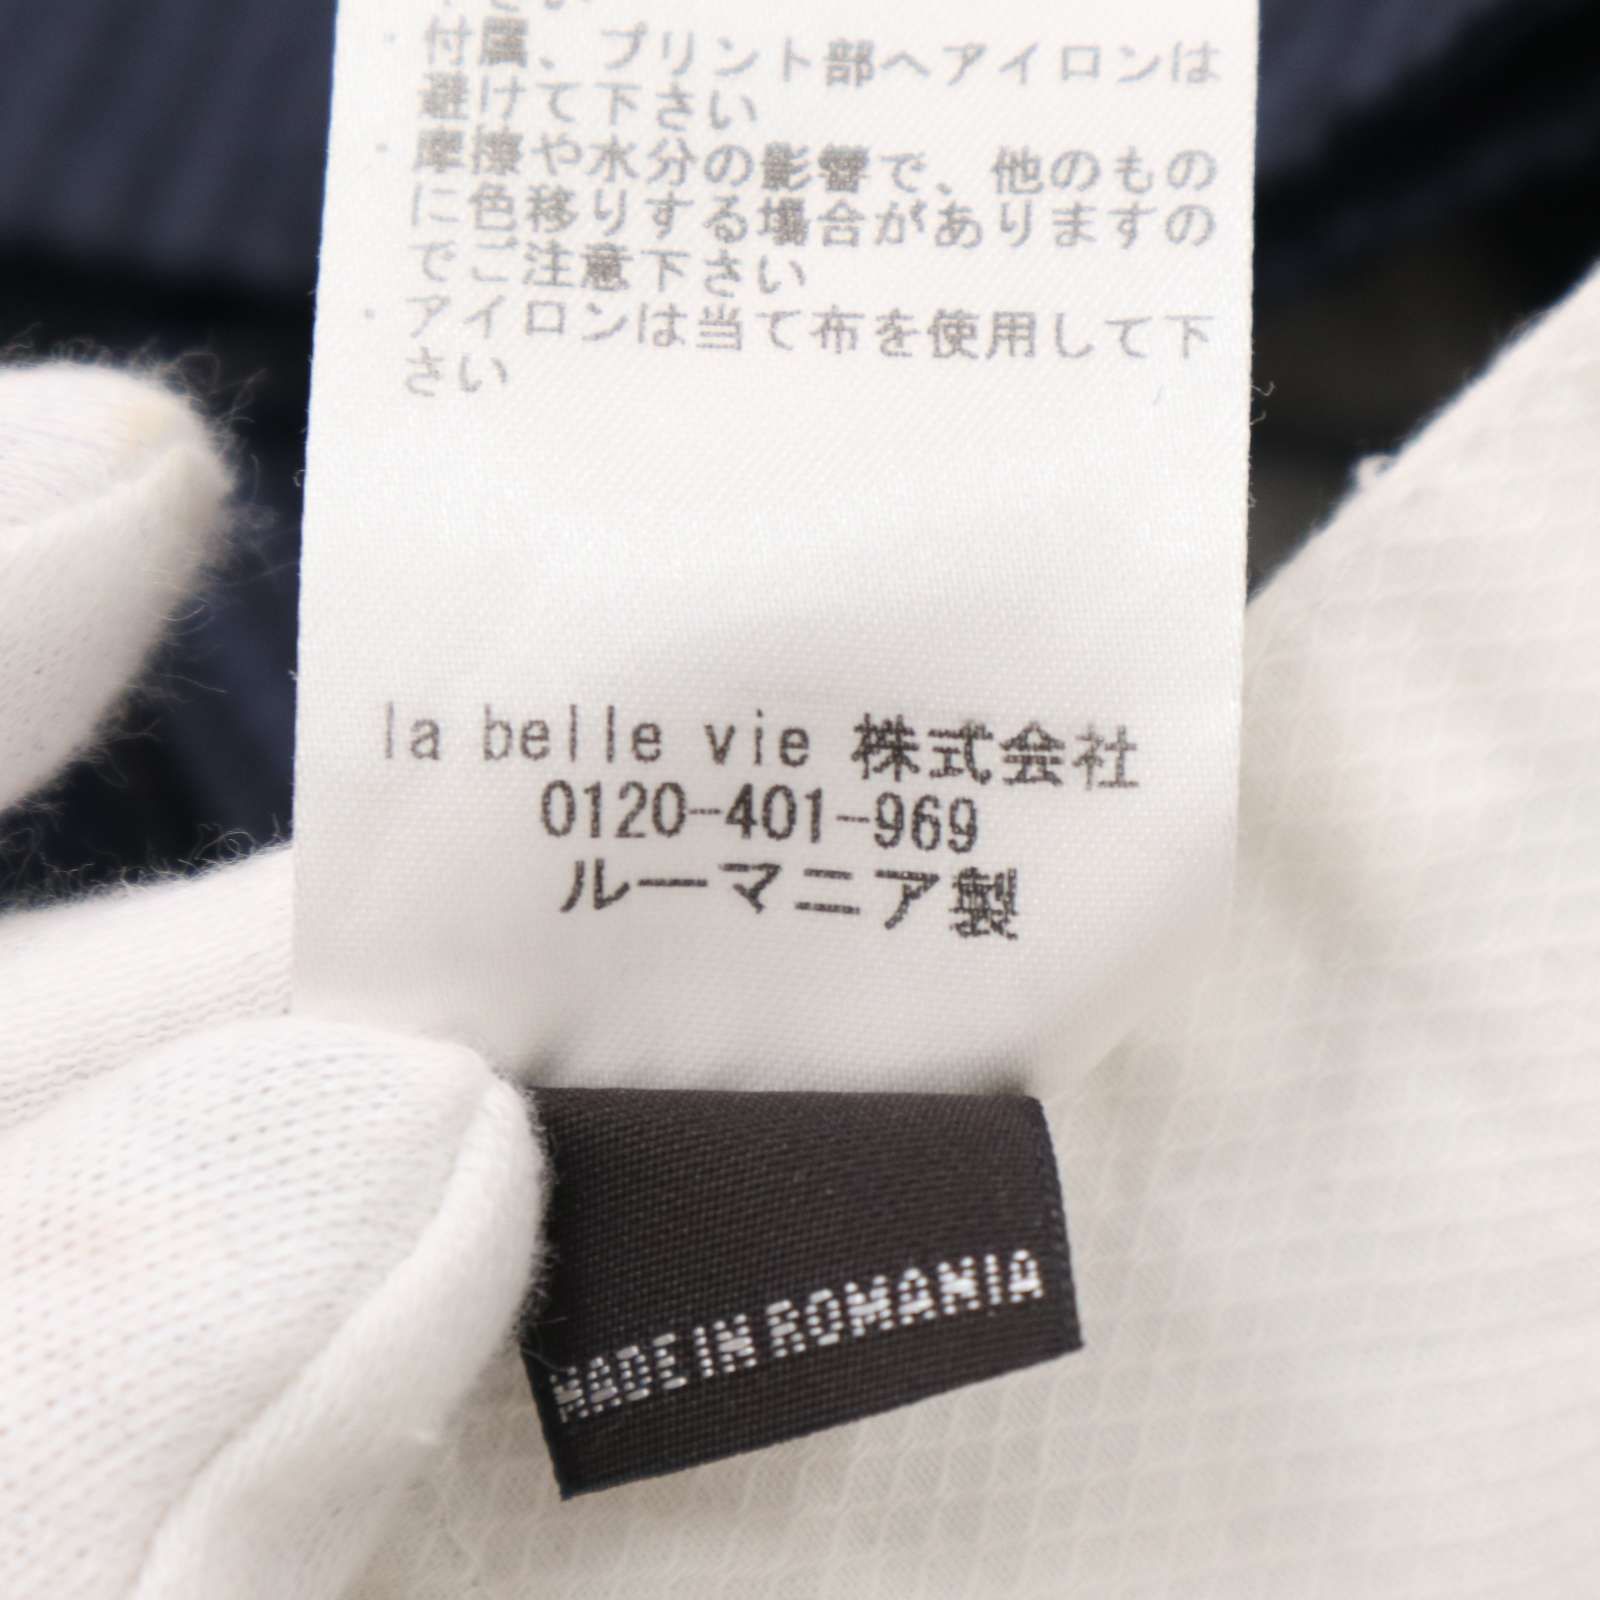 ・付属、プリント部へアイロンは
避けて下さい
・摩擦や水分の影響で、他のもの
に色移りする場合がありますの
でご注意下さい
・アイロンは当て布を使用して下
さい
la belle vie 株式会社
0120-401-969
ルーマニア製
MADE IN ROMANIA